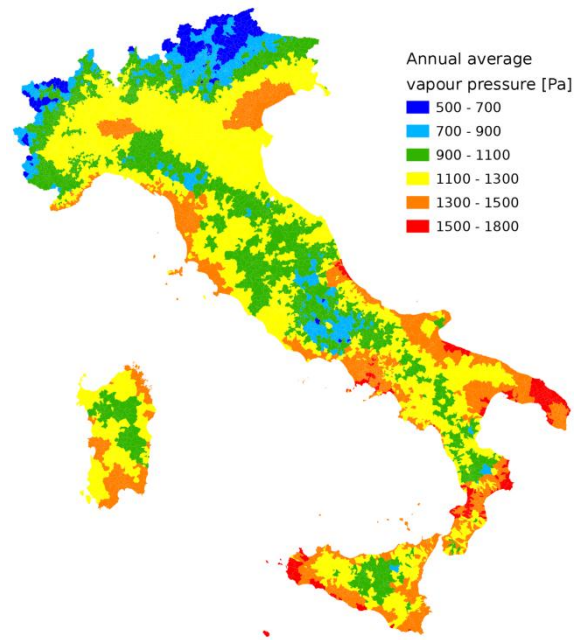 Annual average
vapour pressure [Pa]
500 - 700
700 - 900
900 - 1100
1100 - 1300
1300 - 1500
1500 - 1800